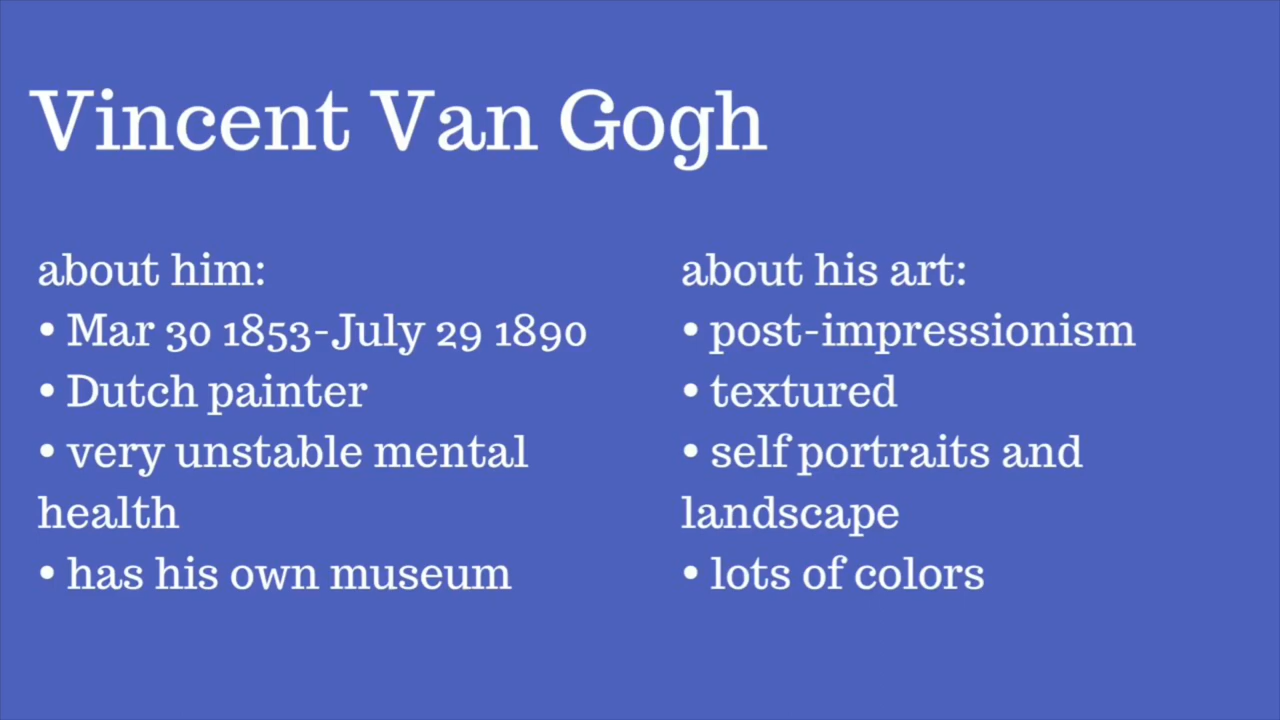 Vincent Van Gogh
about him:
• Mar 30 1853-July 29 1890
• Dutch painter
• very unstable mental
health
• has his own museum
about his art:
• post-impressionism
• textured
• self portraits and
landscape
• lots of colors